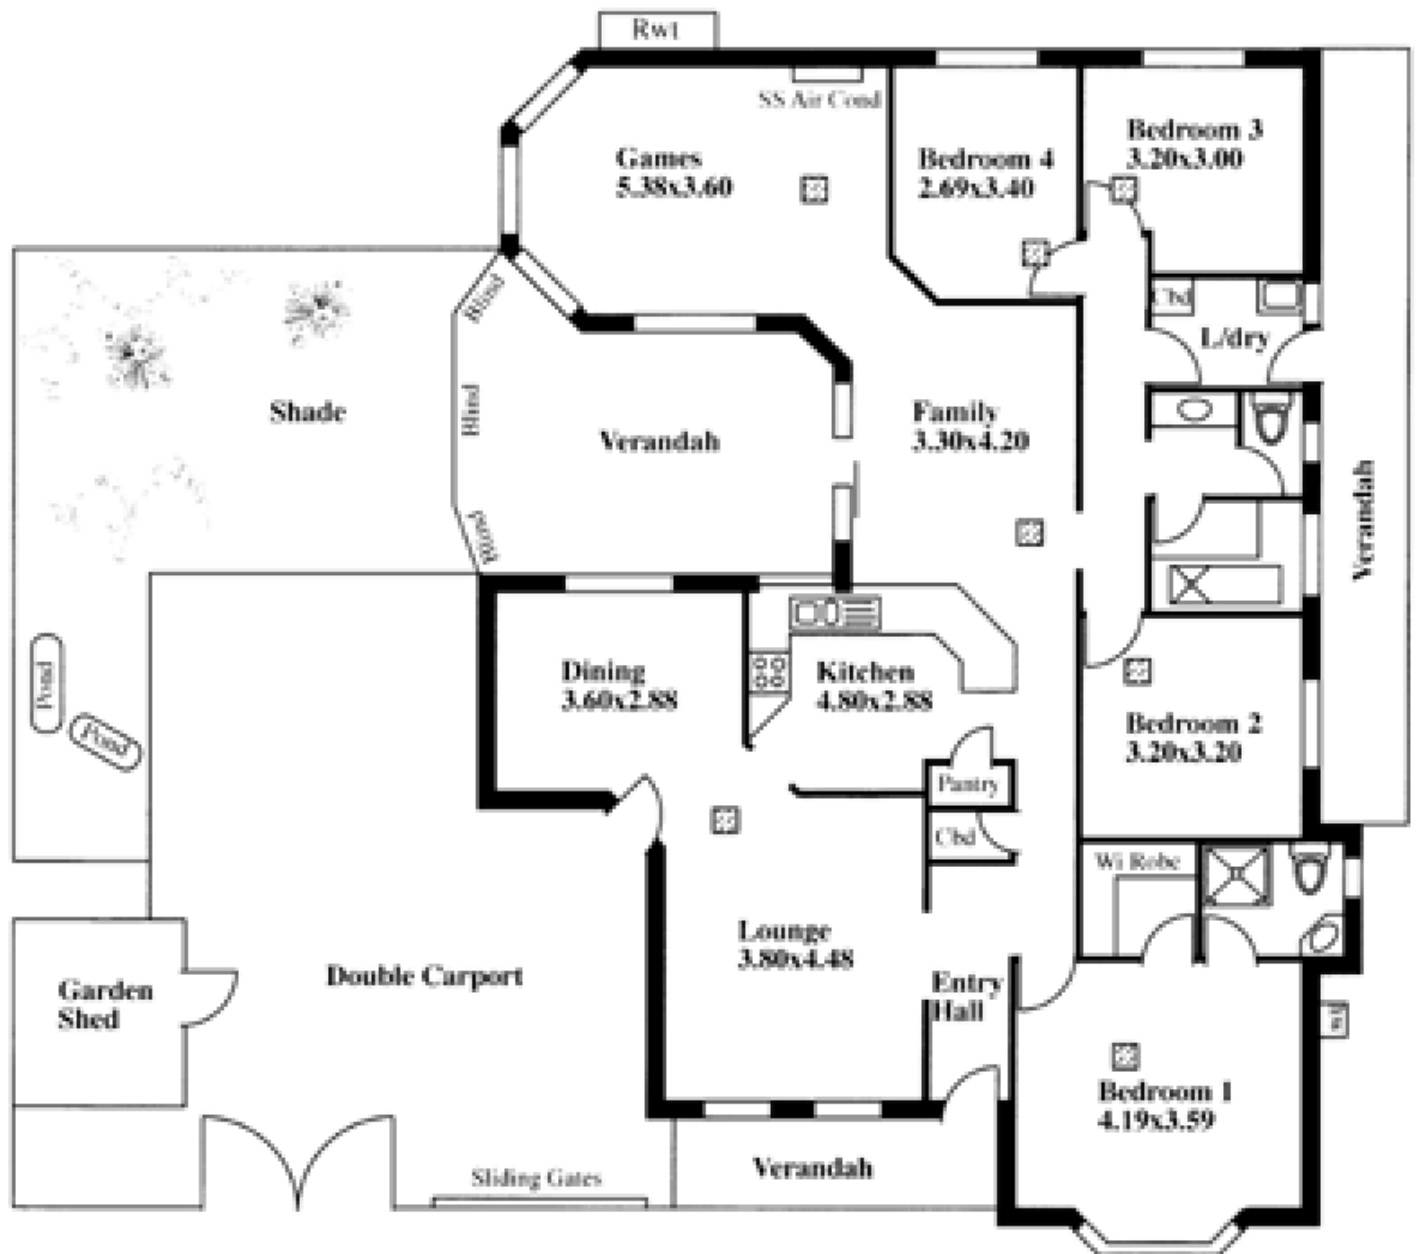 Rwt
SS Air Cond
Games
5.38x3.60
Bedroom 4
2.69x3.40
Bedroom 3
3.20x3.00
Blind
Cbd
L/dry
Shade
Blind
Verandah
Family
3.30x4.20
Verandah
Blind
Pond
Pond
Dining
3.60x2.88
Kitchen
4.80x2.88
Bedroom 2
3.20x3.20
Pantry
Cbd
Wi Robe
Lounge
3.80x4.48
Double Carport
Garden
Shed
Entry
Hall
Bedroom 1
4.19x3.59
Sliding Gates
Verandah